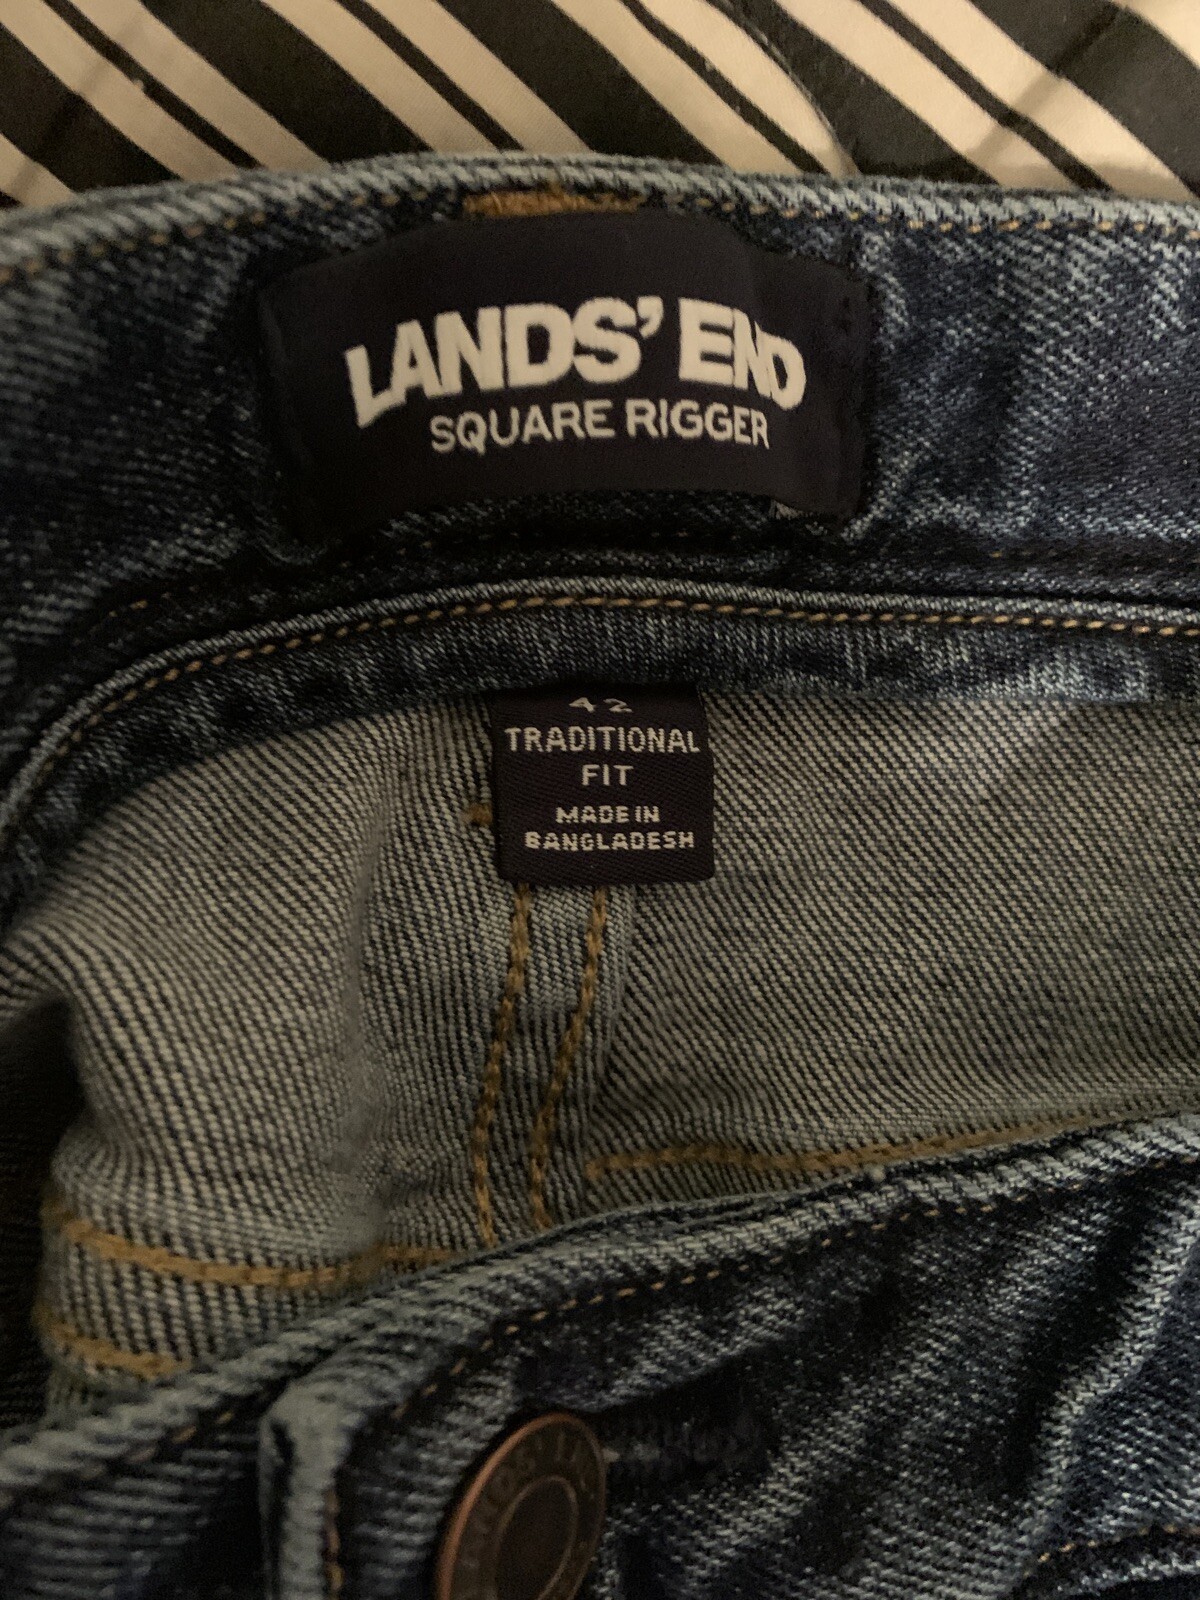 LANDS' END
SQUARE RIGGER
42
TRADITIONAL
FIT
MADE IN
BANGLADESH